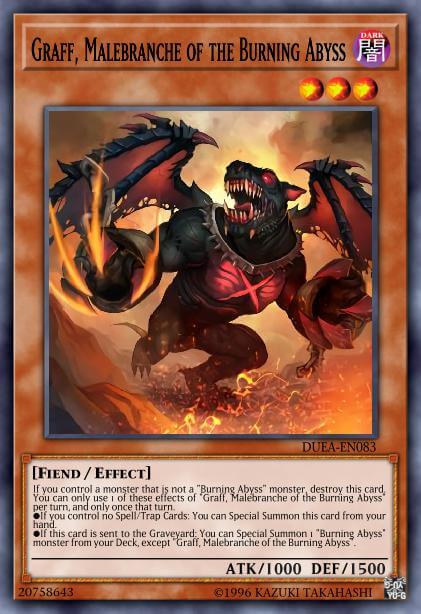 Graff, Malebranche of the Burning Abyss
DARK
闇
DUEA-EN083
[Fiend / Effect]
If you control a monster that is not a "Burning Abyss" monster, destroy this card.
You can only use 1 of these effects of "Graff, Malebranche of the Burning Abyss"
per turn, and only once that turn.
●If you control no Spell/Trap Cards: You can Special Summon this card from your
hand.
●If this card is sent to the Graveyard: You can Special Summon 1 "Burning Abyss"
monster from your Deck, except "Graff, Malebranche of the Burning Abyss".
ATK/1000 DEF/1500
20758643
©1996 KAZUKI TAKAHASHI